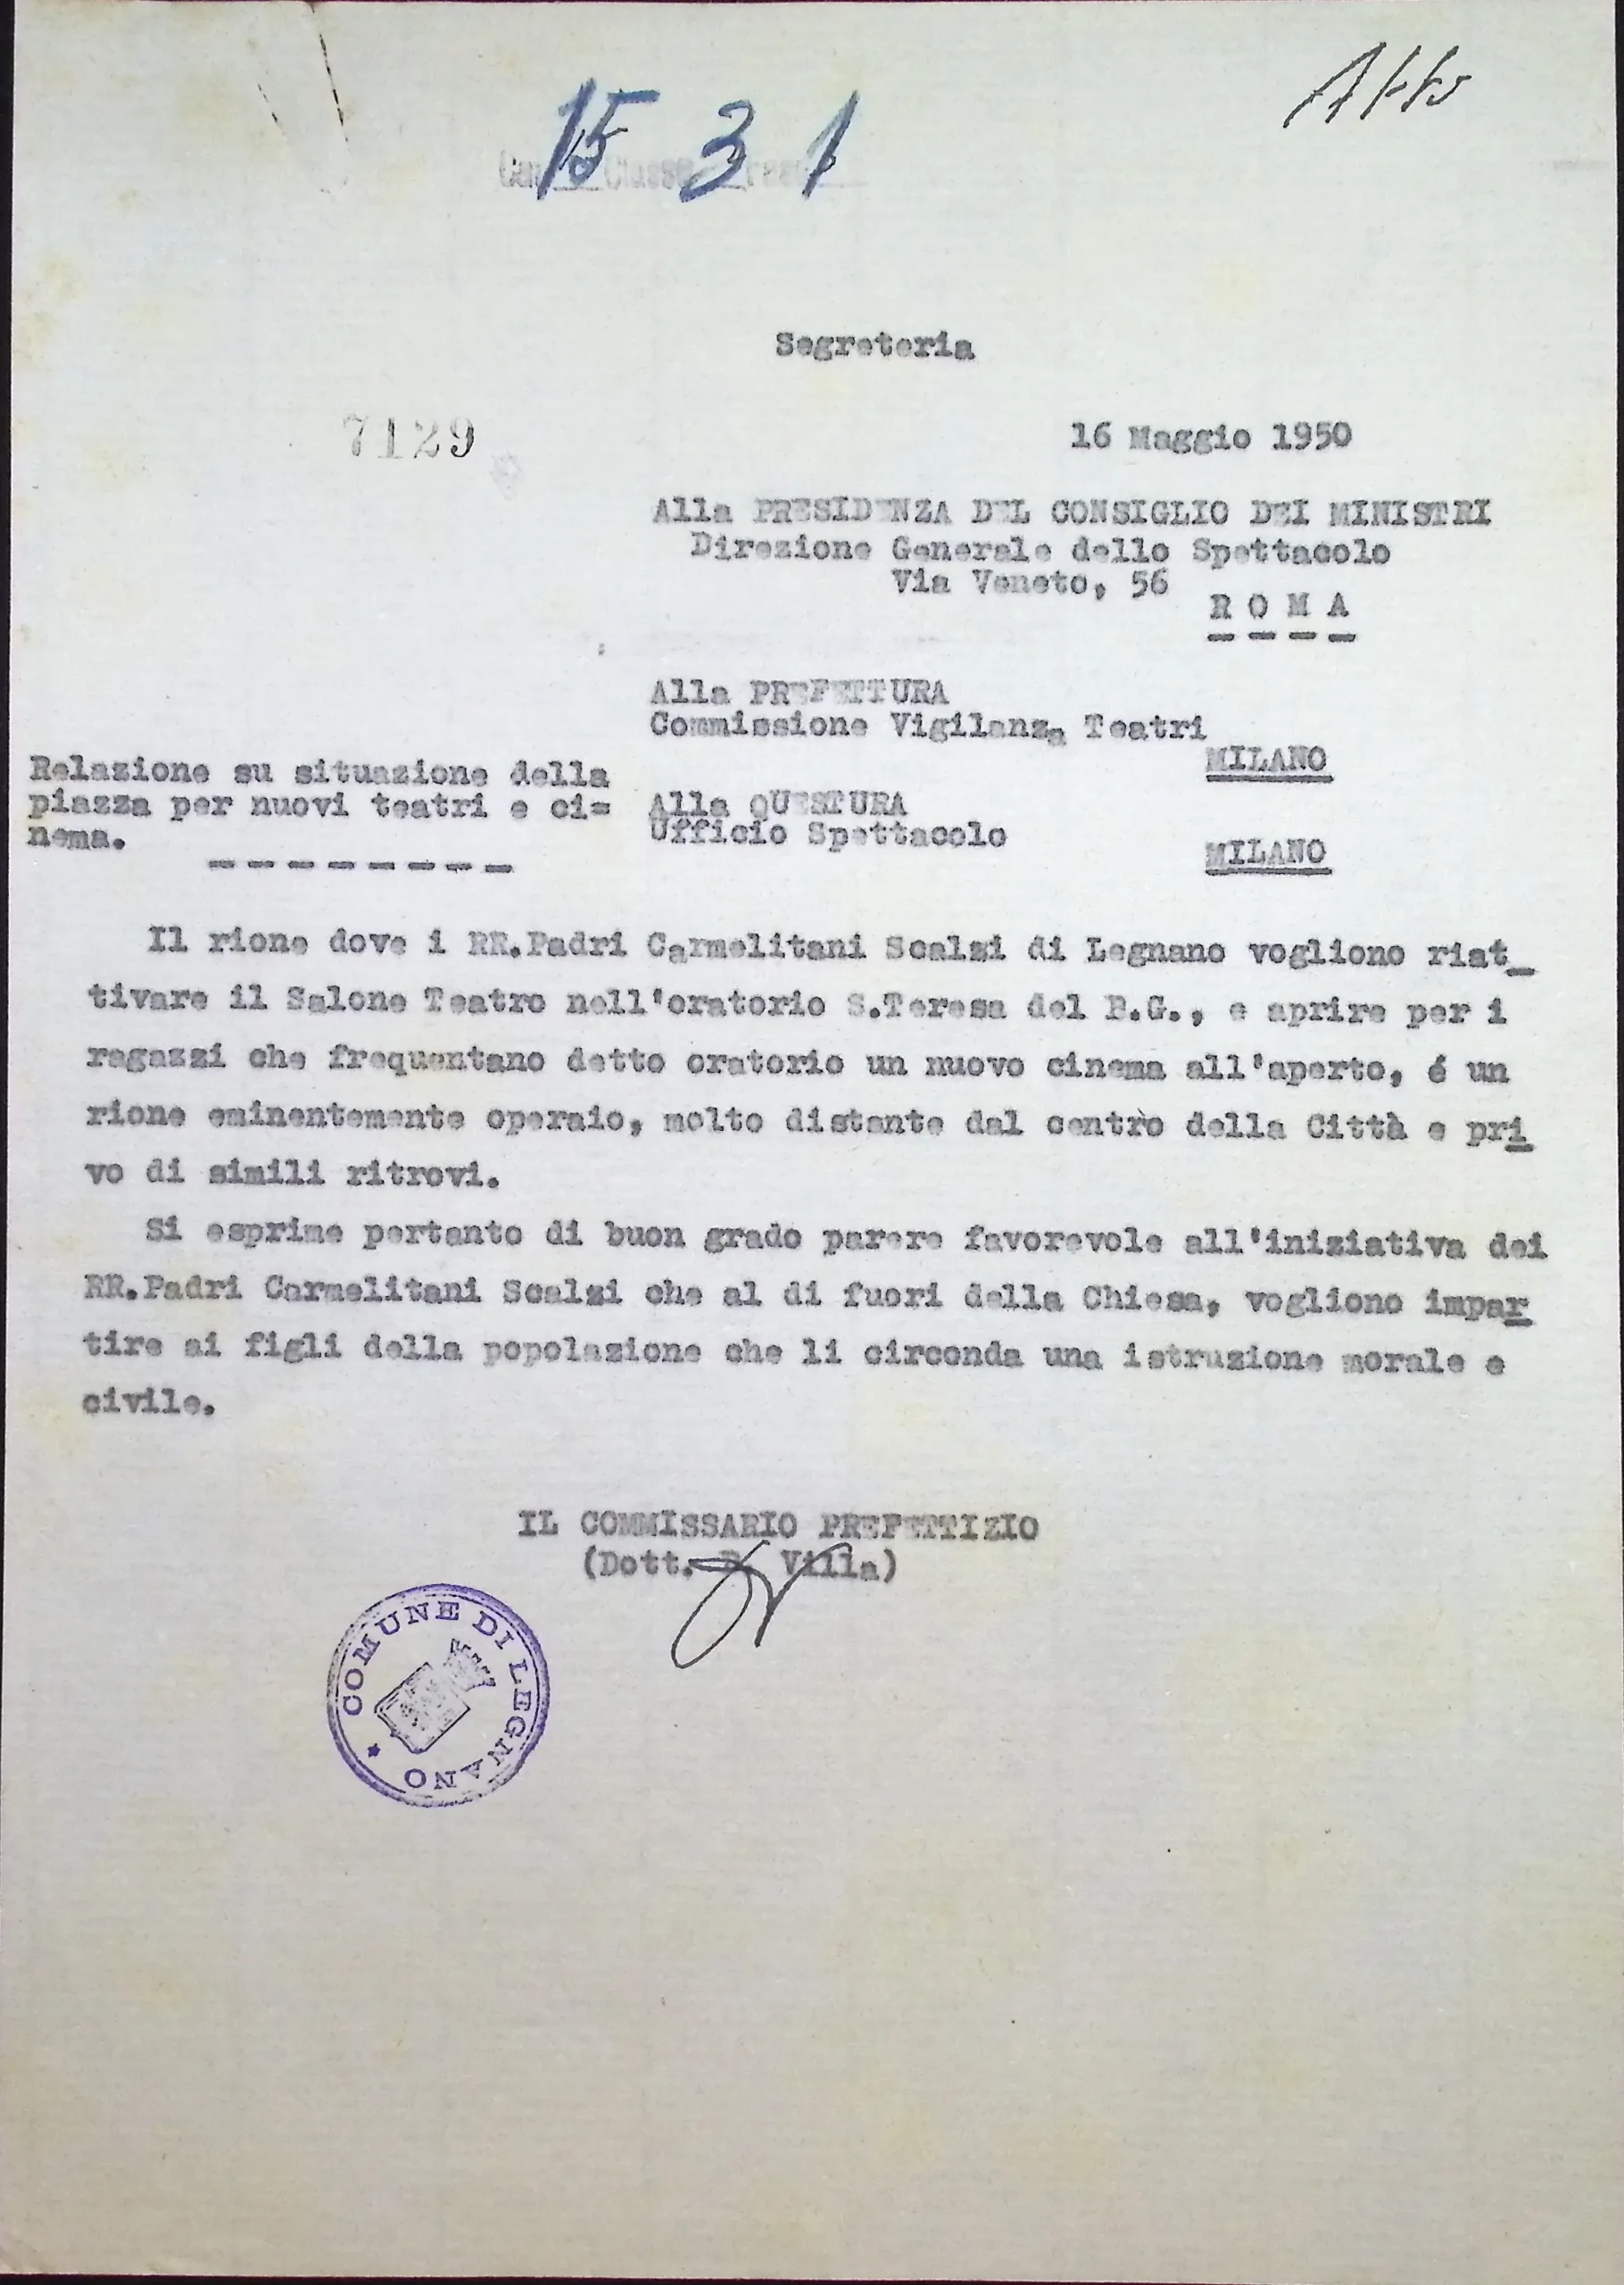 Atti
15 3 1
Classe
Segreteria
7129
16 Maggio 1950
Alla PRESIDENZA DEL CONSIGLIO DEI MINISTRI
Direzione Generale dello Spettacolo
Via Veneto, 56
R O M A
Alla PREFETTURA
Commissione Vigilanza Teatri
MILANO
Relazione su situazione della
piazza per nuovi teatri e ci=
nema.
Alla QUESTURA
Ufficio Spettacolo
MILANO
Il rione dove i RR.Padri Carmelitani Scalzi di Legnano vogliono riat_
tivare il Salone Teatro nell'oratorio S.Teresa del B.G., e aprire per i
ragazzi che frequentano detto oratorio un nuovo cinema all'aperto, é un
rione eminentemente operaio, molto distante dal centro della Città e pri
vo di simili ritrovi.
Si esprime pertanto di buon grado parere favorevole all'iniziativa dei
RR.Padri Carmelitani Scalzi che al di fuori della Chiesa, vogliono impar
tire ai figli della popolazione che li circonda una istruzione morale e
civile.
IL COMMISSARIO PREFETTIZIO
(Dott. Villa)
COMUNE DI LEGNANO